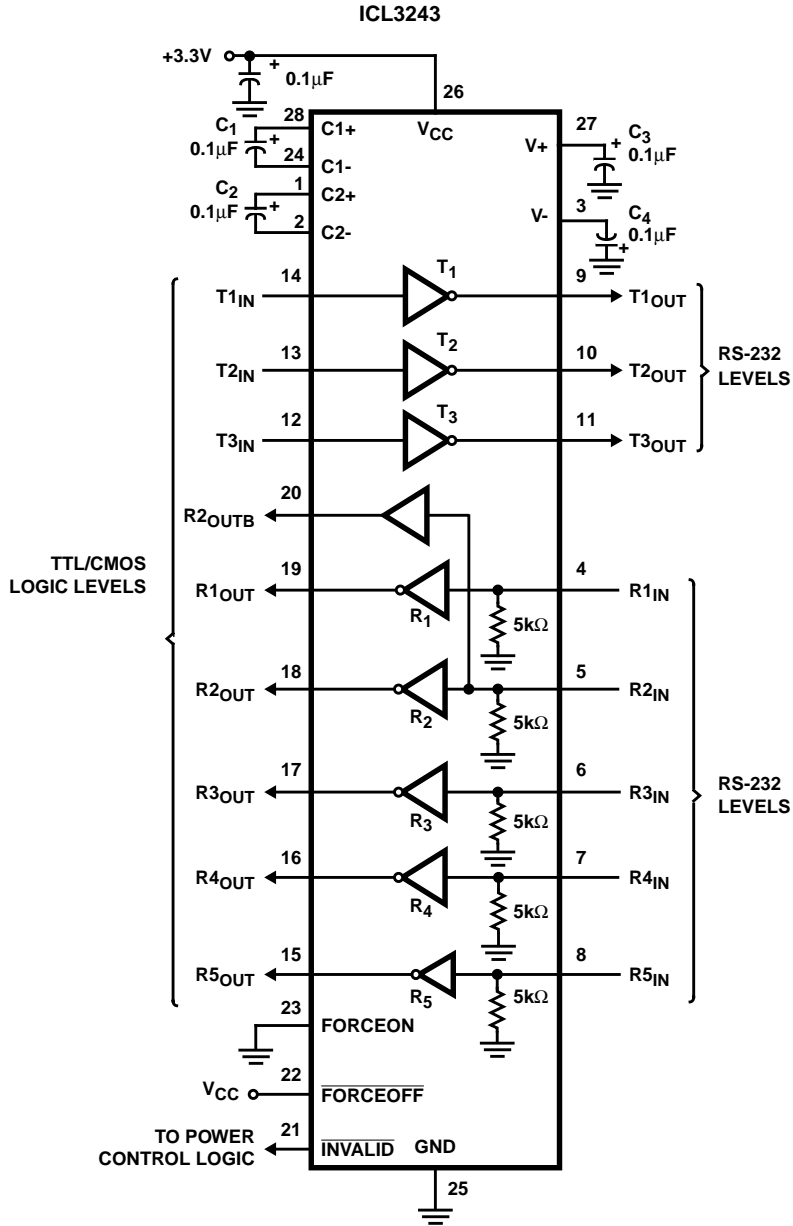 ICL3243
+3.3V
+
0.1μF
26
28
C1+
VCC
27
C1
0.1μF
+
24
C1-
V+
+
C3
0.1μF
1
C2+
C2
0.1μF
+
2
C2-
3
V-
C4
0.1μF
+
T1
14
9
T1IN
T1OUT
T2
13
10
T2IN
T2OUT
RS-232
LEVELS
T3
12
11
T3IN
T3OUT
20
R2OUTB
TTL/CMOS
LOGIC LEVELS
19
4
R1OUT
R1IN
R1
5kΩ
18
5
R2OUT
R2IN
R2
5kΩ
17
6
R3OUT
R3IN
RS-232
LEVELS
R3
5kΩ
16
7
R4OUT
R4IN
R4
5kΩ
15
8
R5OUT
R5IN
R5
5kΩ
23
FORCEON
22
VCC
FORCEOFF
21
TO POWER
CONTROL LOGIC
INVALID
GND
25